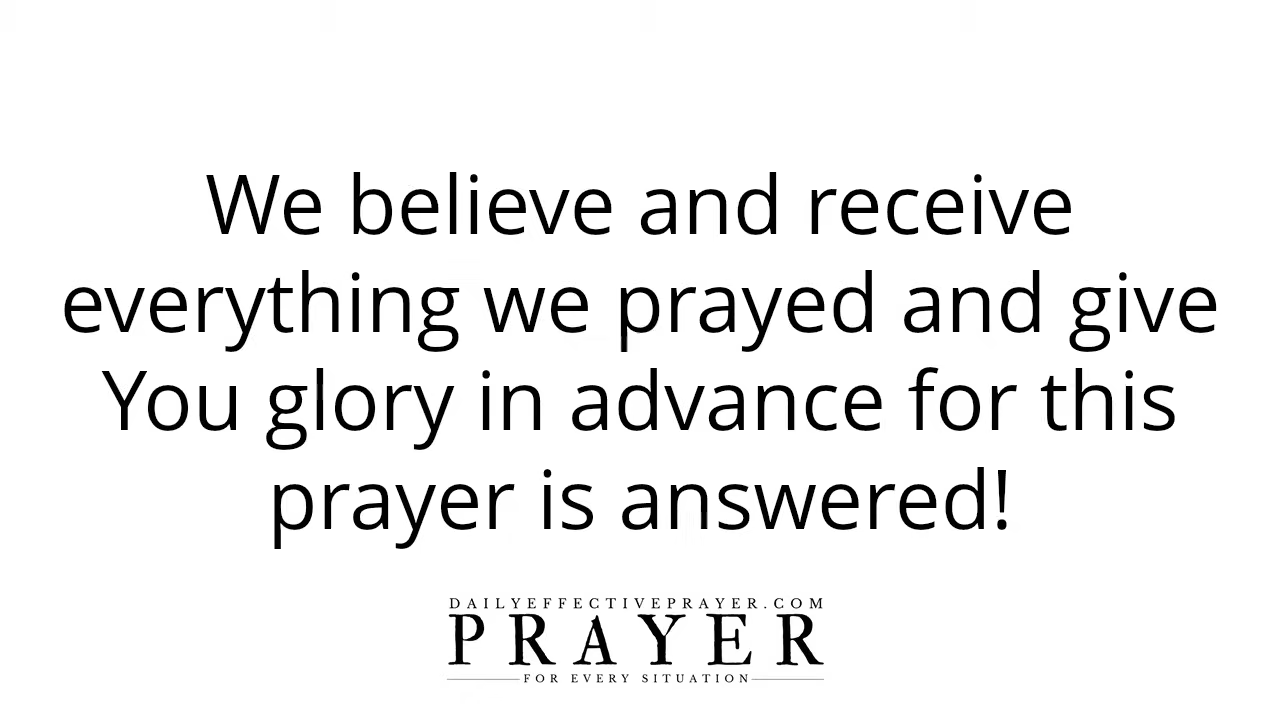 We believe and receive
everything we prayed and give
You glory in advance for this
prayer is answered!
DAILYEFFECTIVEPRAYER.COM
PRAYER
FOR EVERY SITUATION